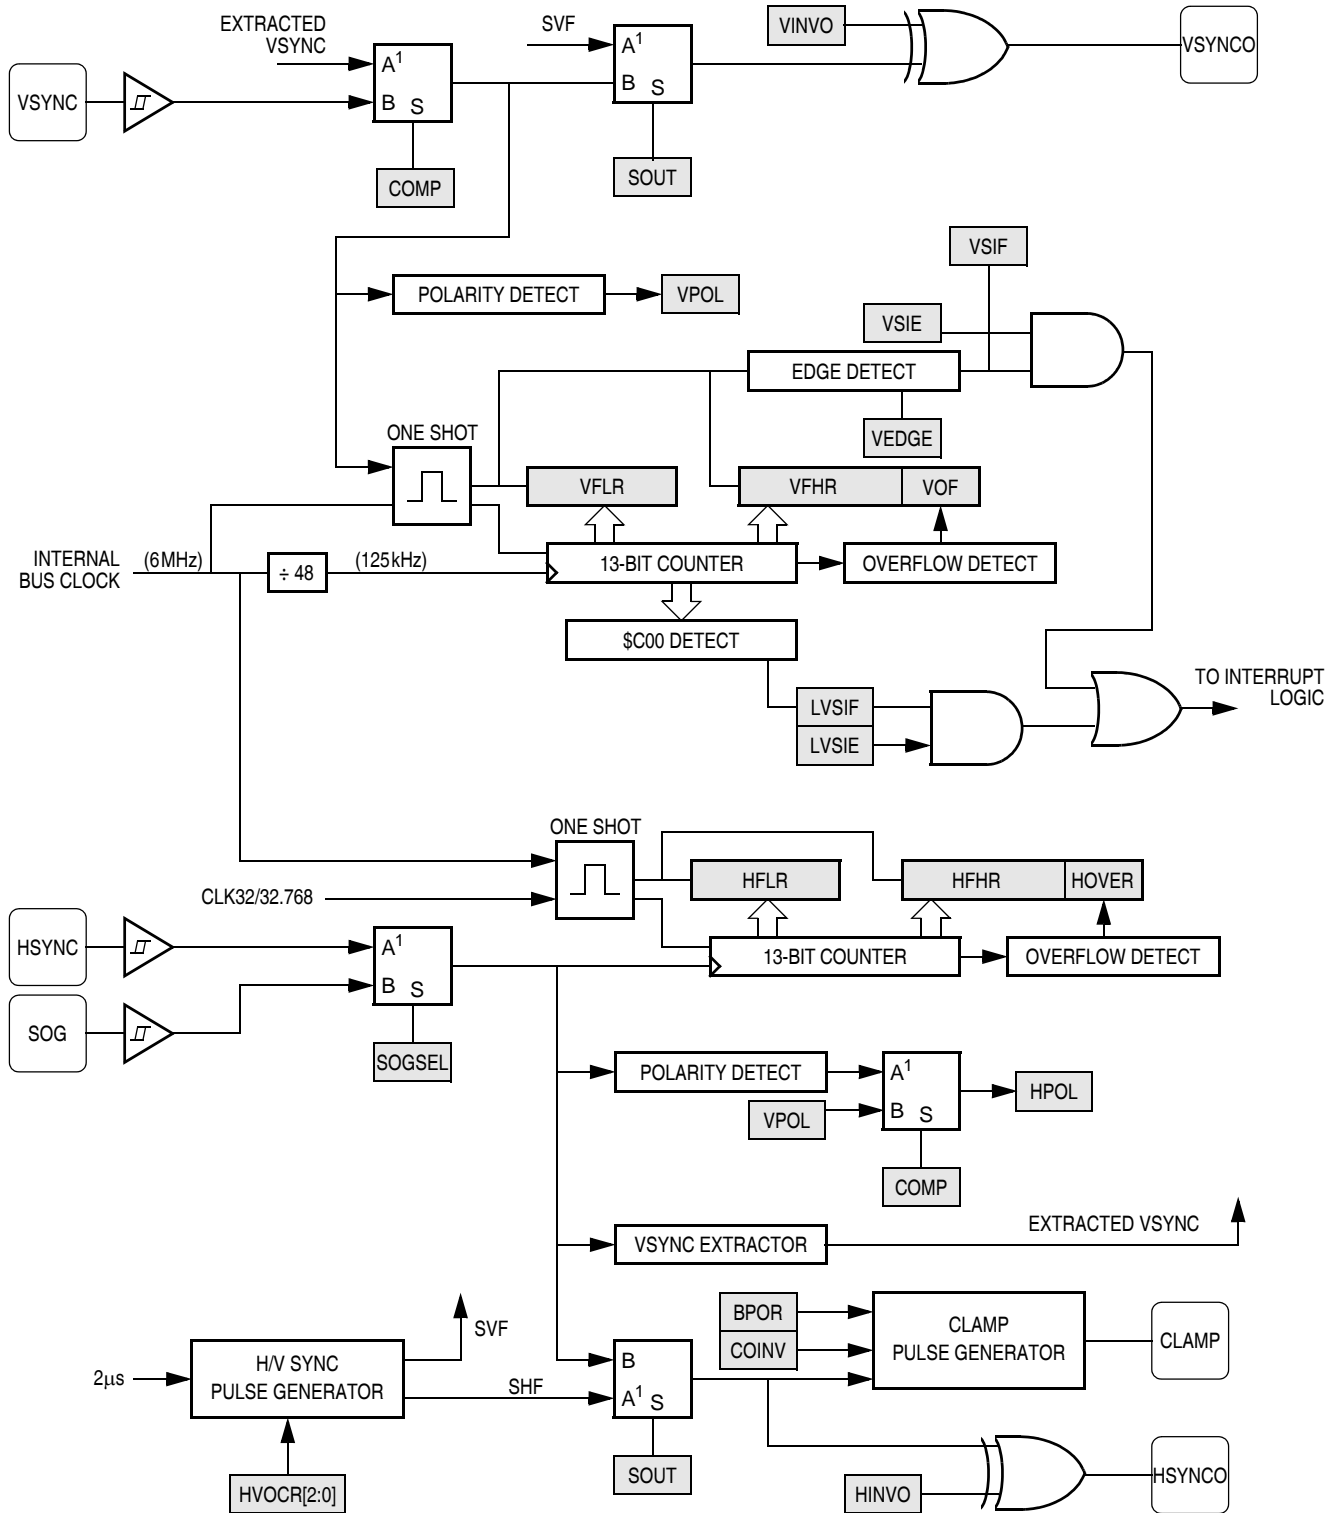 EXTRACTED
VSYNC
SVF
VINVO
VSYNCO
A1
B S
A1
B S
VSYNC
COMP
SOUT
VSIF
POLARITY DETECT
VPOL
VSIE
EDGE DETECT
VEDGE
ONE SHOT
VFLR
VFHR
VOF
INTERNAL
BUS CLOCK
(6MHz)
÷ 48
(125kHz)
13-BIT COUNTER
OVERFLOW DETECT
$C00 DETECT
LVSIF
LVSIE
TO INTERRUPT
LOGIC
ONE SHOT
HFLR
HFHR
HOVER
CLK32/32.768
HSYNC
A1
B S
13-BIT COUNTER
OVERFLOW DETECT
SOG
SOGSEL
POLARITY DETECT
A1
B S
HPOL
VPOL
COMP
VSYNC EXTRACTOR
EXTRACTED VSYNC
SVF
BPOR
COINV
CLAMP
PULSE GENERATOR
CLAMP
2µs
H/V SYNC
PULSE GENERATOR
SHF
B
A1 S
SOUT
HVOCR[2:0]
HINVO
HSYNCO